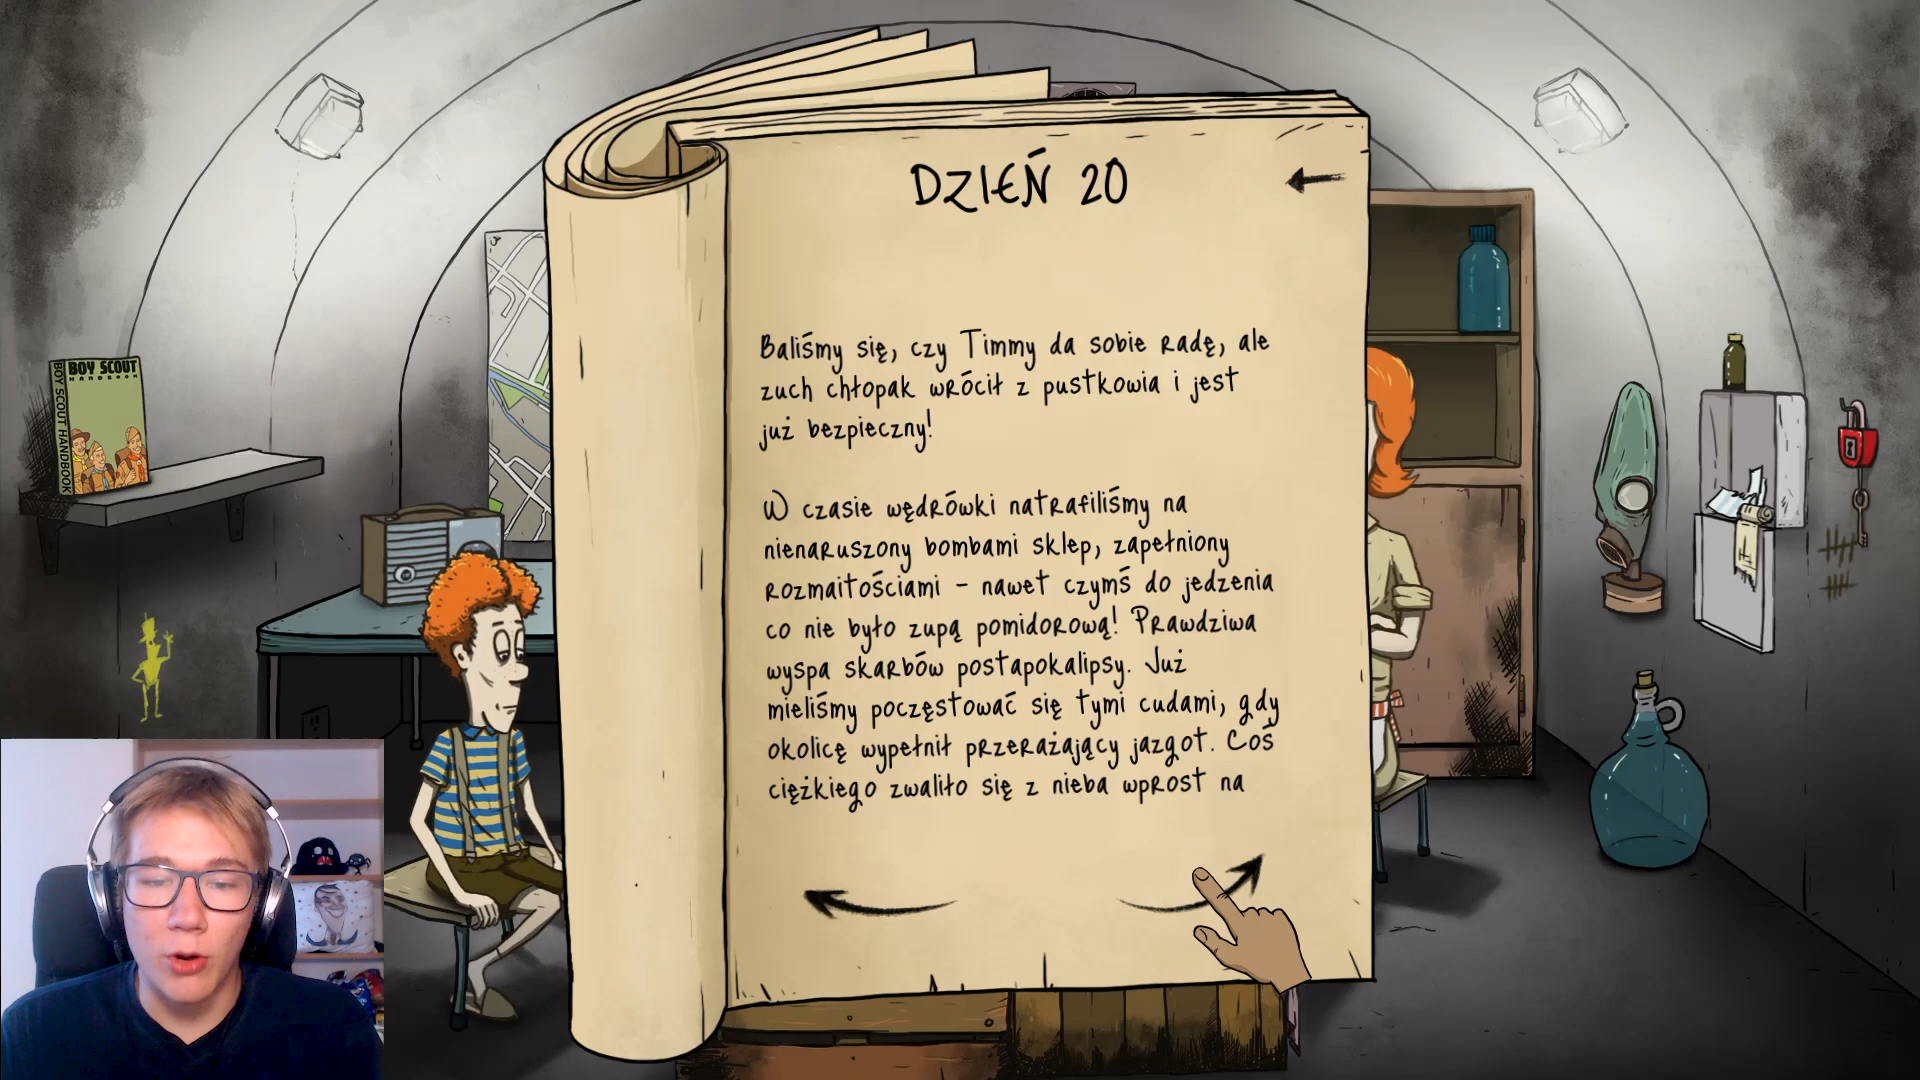 DZIEŃ 20
Baliśmy się, czy Timmy da sobie radę, ale
zuch chłopak wrócił z pustkowia i jest
już bezpieczny!
W czasie wędrówki natrafiliśmy na
nienaruszony bombami sklep, zapełniony
rozmaitościami – nawet czymś do jedzenia
co nie było zupą pomidorową! Prawdziwa
wyspa skarbów postapokalipsy. Już
mieliśmy poczęstować się tymi cudami, gdy
okolicę wypełnił przerażający jazgot. Coś
ciężkiego zwaliło się z nieba wprost na
BOY SCOUT
HANDBOOK
BOY SCOUT HANDBOOK